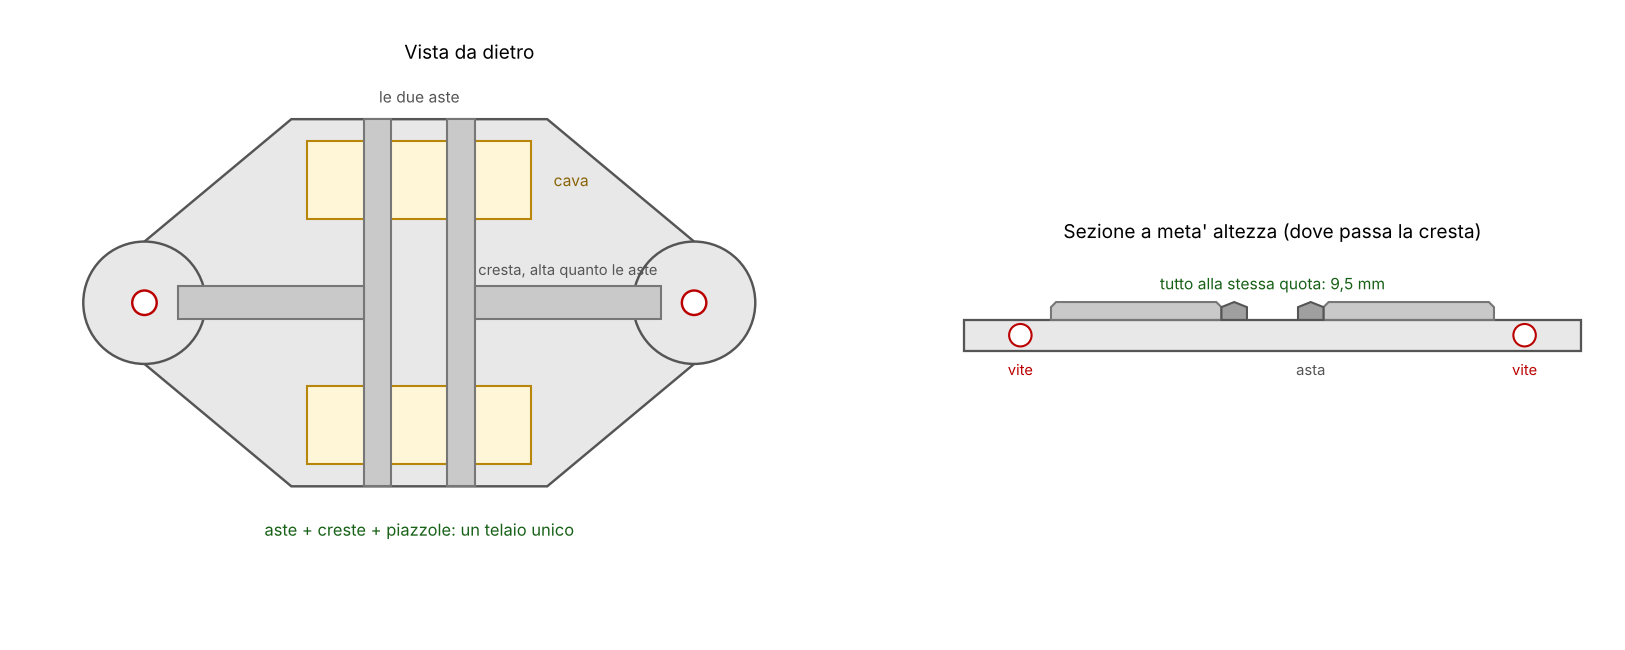 Vista da dietro
le due aste
cava
cresta, alta quanto le aste
aste + creste + piazzole: un telaio unico
Sezione a meta' altezza (dove passa la cresta)
tutto alla stessa quota: 9,5 mm
vite
asta
vite